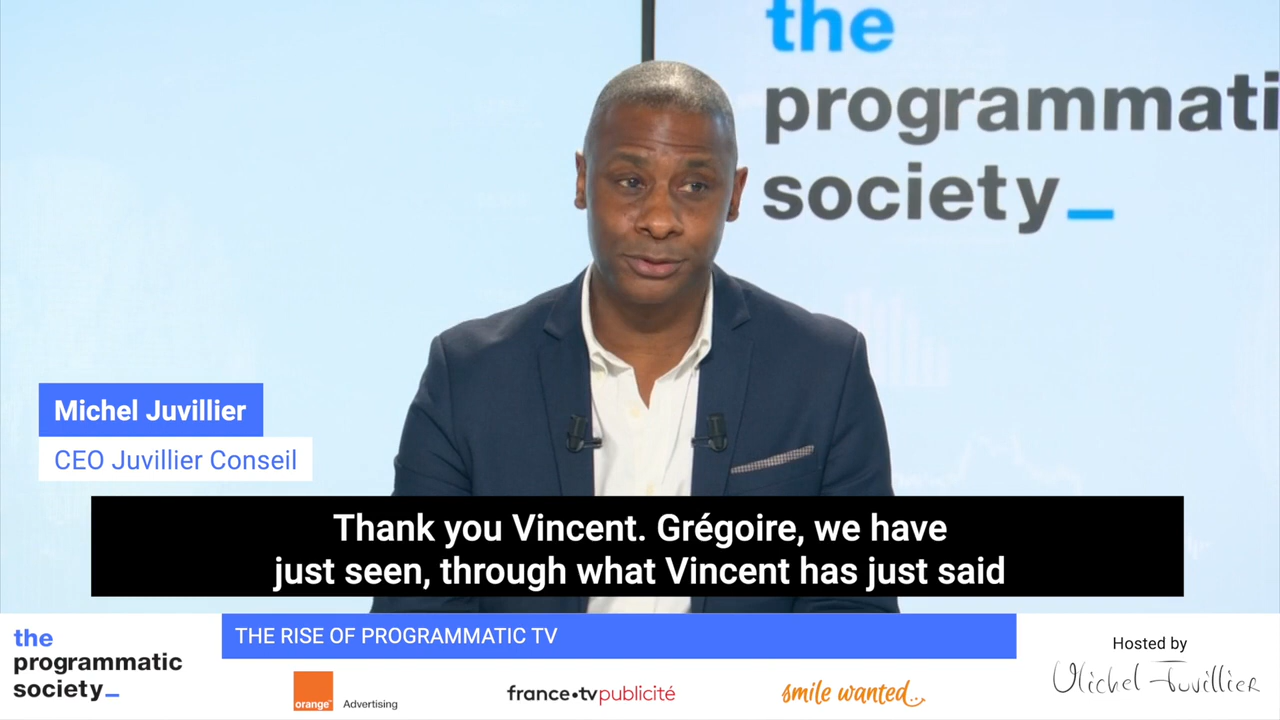 the
programmati
society_
Michel Juvillier
CEO Juvillier Conseil
Thank you Vincent. Grégoire, we have
just seen, through what Vincent has just said
the
programmatic
society_
THE RISE OF PROGRAMMATIC TV
orange™
Advertising
france•tvpublicité
smile wanted...
Hosted by
Michel Juvillier